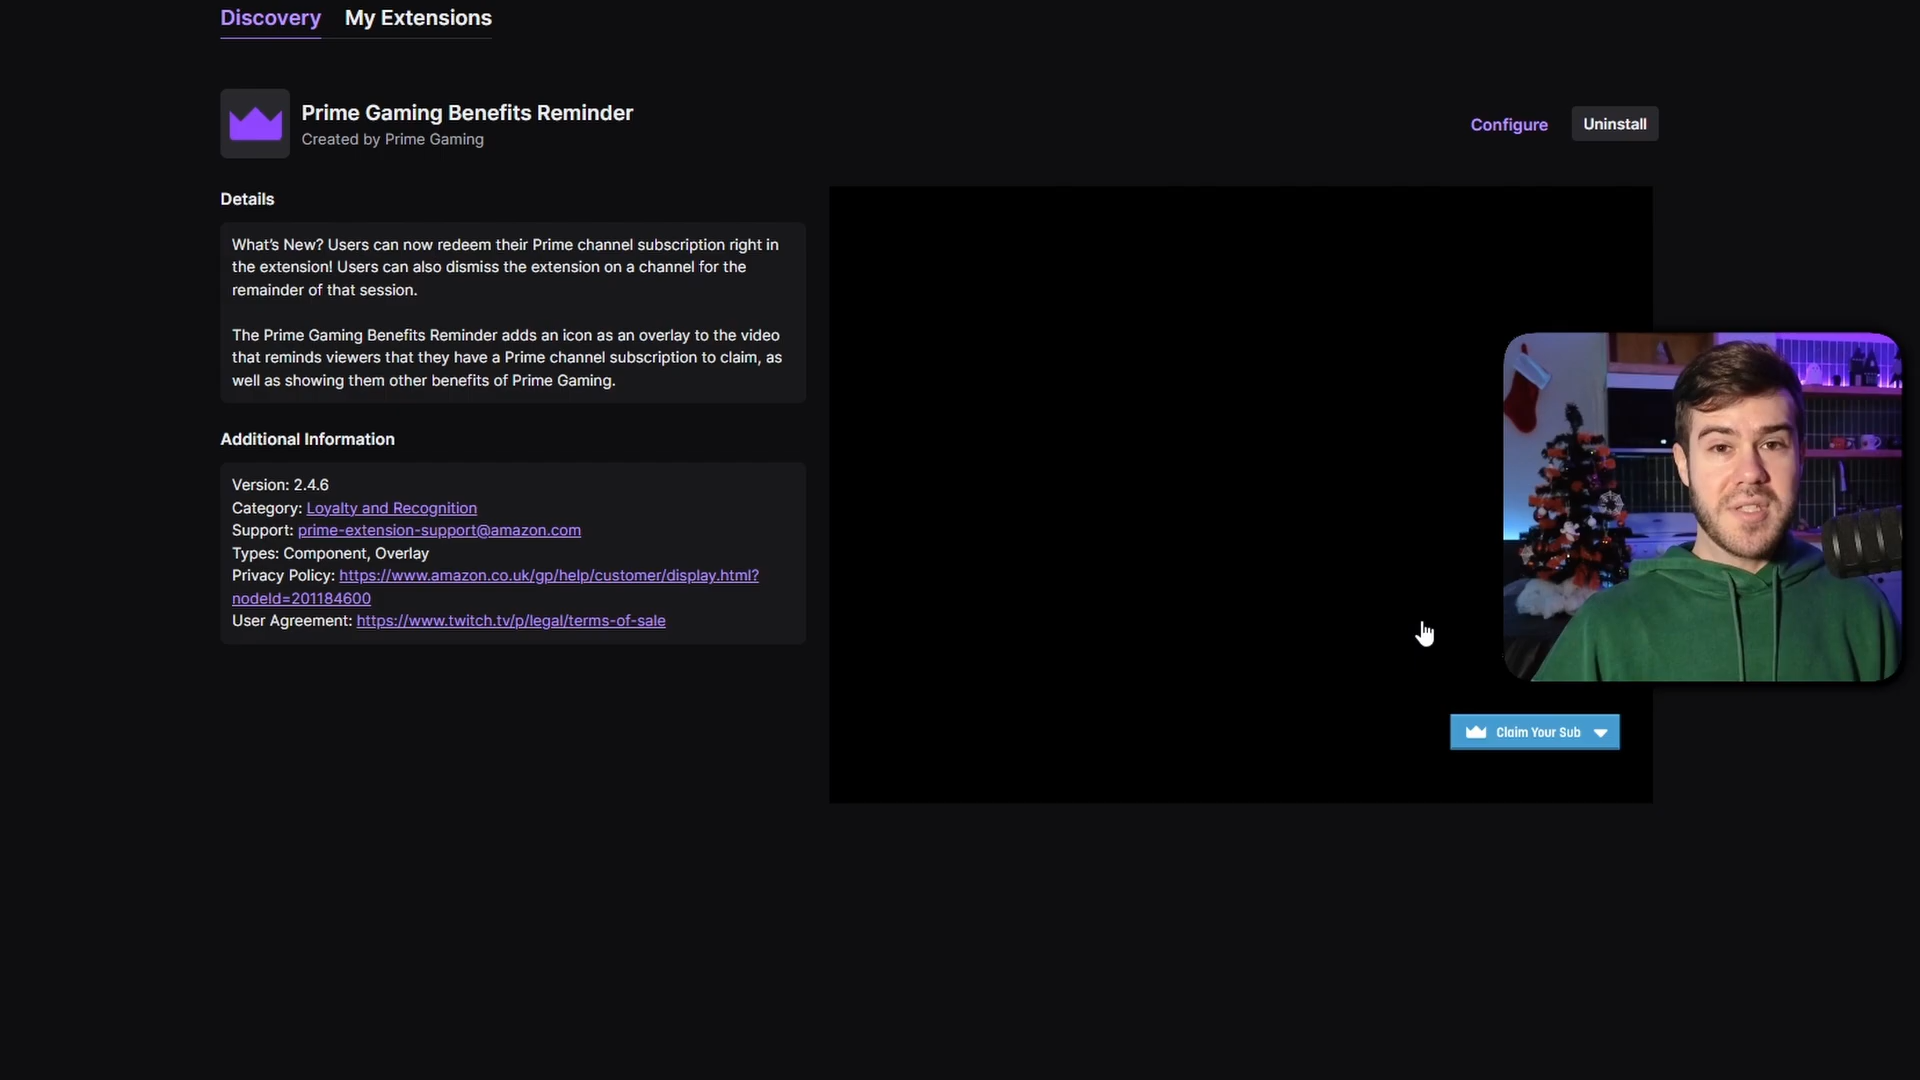 Discovery My Extensions
Prime Gaming Benefits Reminder
Created by Prime Gaming
Configure Uninstall
Details
What's New? Users can now redeem their Prime channel subscription right in
the extension! Users can also dismiss the extension on a channel for the
remainder of that session.
The Prime Gaming Benefits Reminder adds an icon as an overlay to the video
that reminds viewers that they have a Prime channel subscription to claim, as
well as showing them other benefits of Prime Gaming.
Additional Information
Version: 2.4.6
Category: Loyalty and Recognition
Support: prime-extension-support@amazon.com
Types: Component, Overlay
Privacy Policy: https://www.amazon.co.uk/gp/help/customer/display.html?
nodeId=201184600
User Agreement: https://www.twitch.tv/p/legal/terms-of-sale
Claim Your Sub